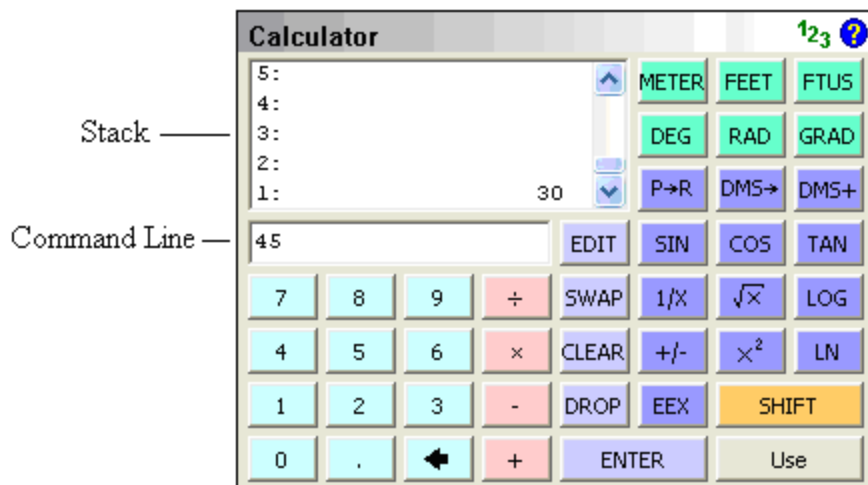 Calculator 123 ?
5:
4:
3:
2:
1: 30
Stack
METER FEET FTUS
DEG RAD GRAD
P→R DMS→ DMS+
Command Line
45 EDIT SIN COS TAN
7 8 9 ÷ SWAP 1/X √X LOG
4 5 6 × CLEAR +/- X² LN
1 2 3 - DROP EEX SHIFT
0 . + ENTER Use